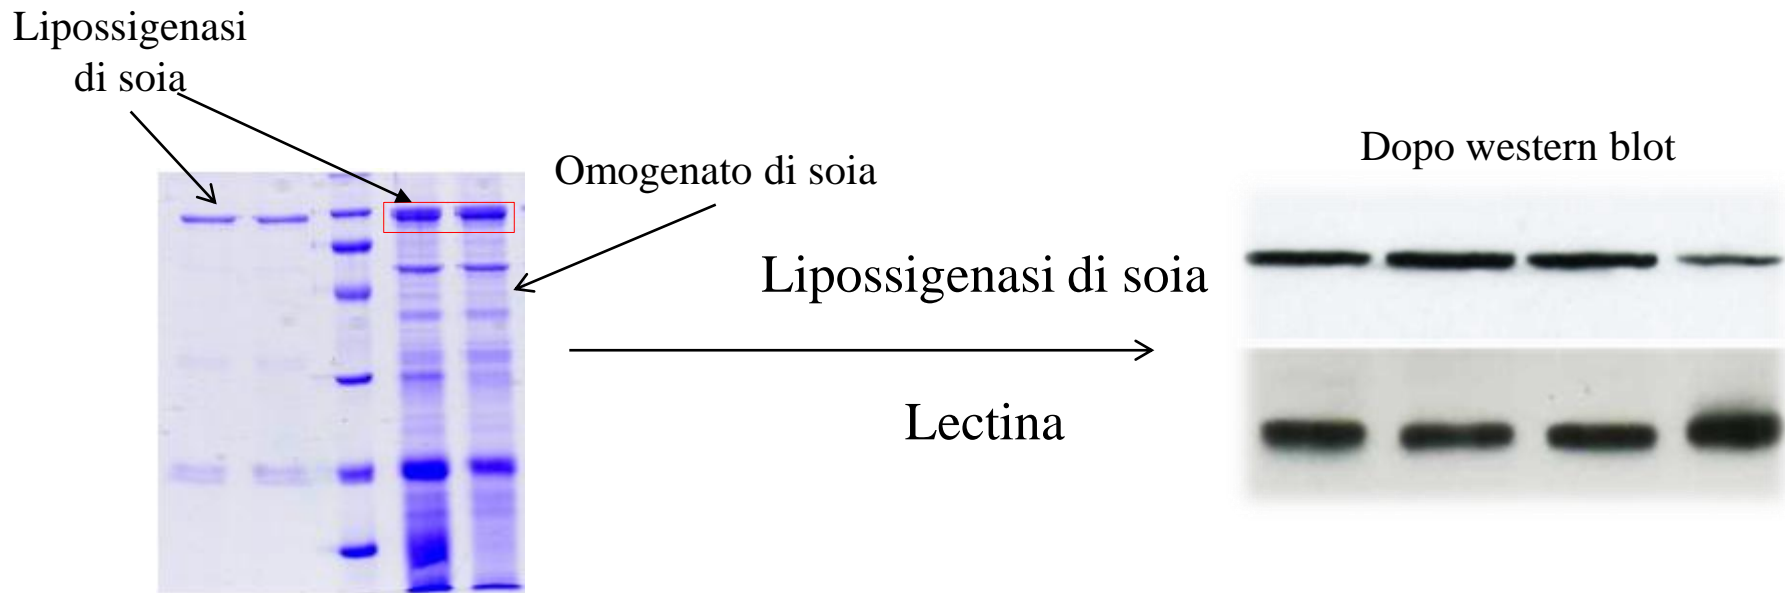 Lipossigenasi
di soia
Omogenato di soia
Dopo western blot
Lipossigenasi di soia
Lectina